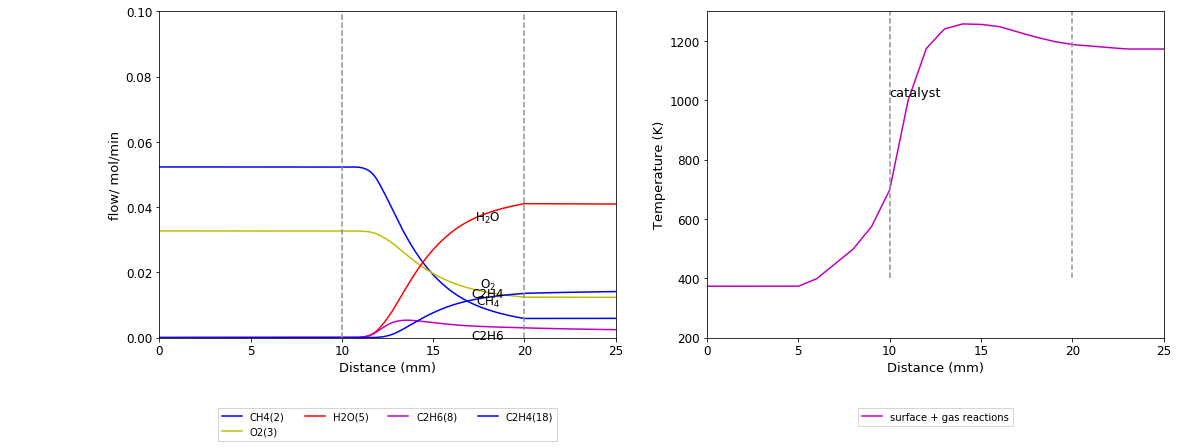 0.10
0.08
0.06
0.04
0.02
0.00
flow/ mol/min
H₂O
O₂
C2H4
CH₄
C2H6
0 5 10 15 20 25
Distance (mm)
CH4(2) H2O(5) C2H6(8) C2H4(18)
O2(3)
1200
1000
800
600
400
200
Temperature (K)
catalyst
0 5 10 15 20 25
Distance (mm)
surface + gas reactions